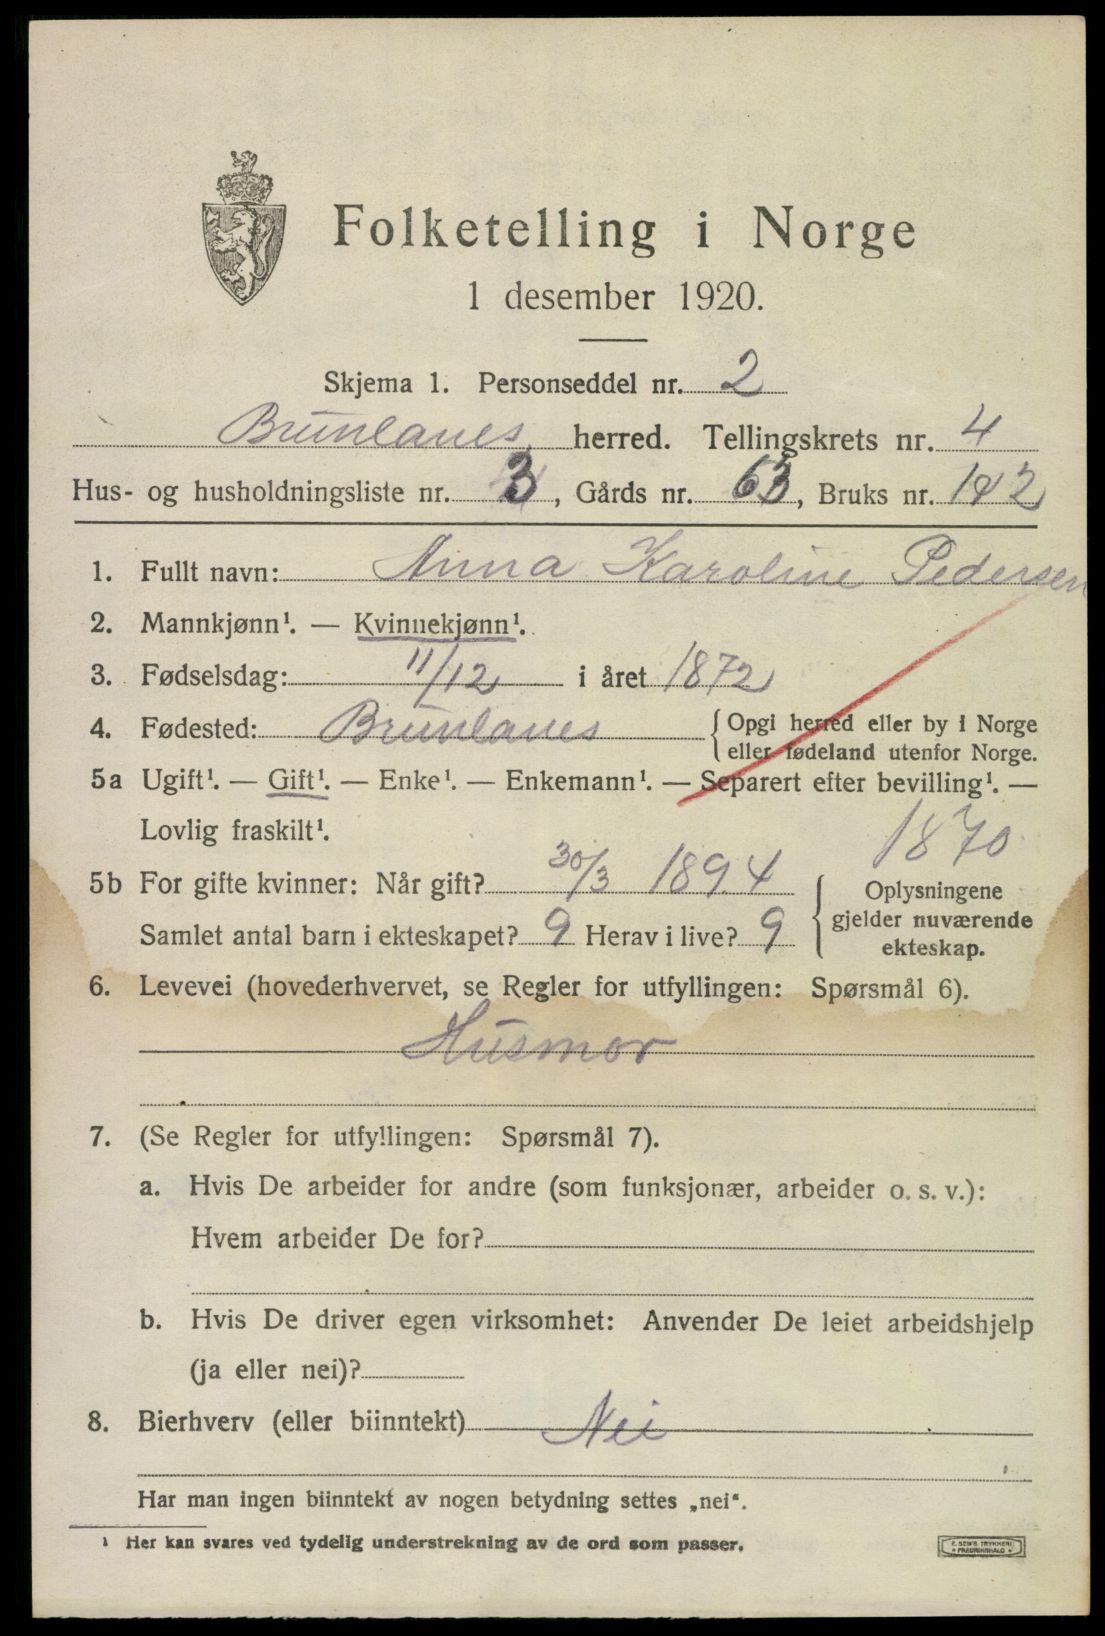 Folketelling i Norge
1 desember 1920.
Skjema 1. Personseddel nr. 2
Brunlanes herred. Tellingskrets nr. 4
Hus- og husholdningsliste nr. 3, Gårds nr. 63, Bruks nr. 1&2
1. Fullt navn: Anna Karoline Pedersen
2. Mannkjønn¹. — Kvinnekjønn¹.
3. Fødselsdag: 11/12 i året 1872
4. Fødested: Brunlanes { Opgi herred eller by i Norge
eller fødeland utenfor Norge.
5a Ugift¹. — Gift¹. — Enke¹. — Enkemann¹. — Separert efter bevilling¹. —
Lovlig fraskilt¹. 1870
5b For gifte kvinner: Når gift? 30/3 1894 { Oplysningene
gjelder nuværende
Samlet antal barn i ekteskapet? 9 Herav i live? 9 ekteskap.
6. Levevei (hovederhvervet, se Regler for utfyllingen: Spørsmål 6).
Husmor
7. (Se Regler for utfyllingen: Spørsmål 7).
a. Hvis De arbeider for andre (som funksjonær, arbeider o. s. v.):
Hvem arbeider De for?
b. Hvis De driver egen virksomhet: Anvender De leiet arbeidshjelp
(ja eller nei)?
8. Bierhverv (eller biinntekt) Nei
Har man ingen biinntekt av nogen betydning settes „nei“.
¹ Her kan svares ved tydelig understrekning av de ord som passer.
E. SEM'S TRYKKERI
• FREDRIKSHALD •